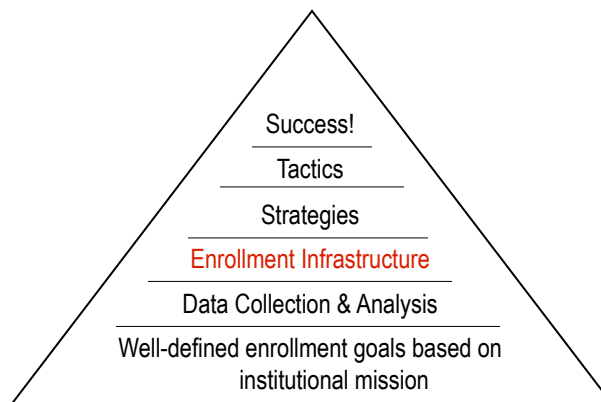 Success!
Tactics
Strategies
Enrollment Infrastructure
Data Collection & Analysis
Well-defined enrollment goals based on
institutional mission